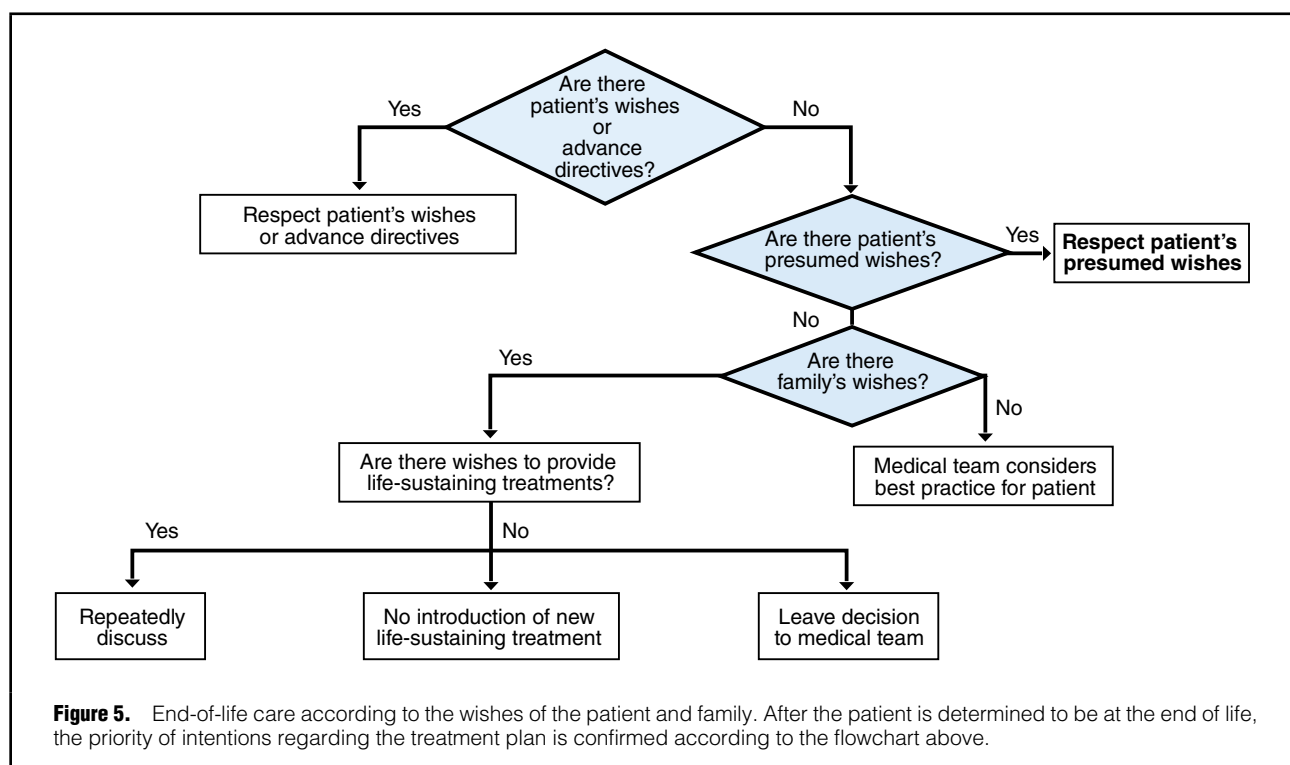 Are there
patient's wishes
or
advance
directives?
Yes
No
Respect patient's wishes
or advance directives
Are there patient's
presumed wishes?
Yes
Respect patient's
presumed wishes
No
Are there
family's wishes?
Yes
No
Are there wishes to provide
life-sustaining treatments?
Medical team considers
best practice for patient
Yes
No
Repeatedly
discuss
No introduction of new
life-sustaining treatment
Leave decision
to medical team
Figure 5. End-of-life care according to the wishes of the patient and family. After the patient is determined to be at the end of life,
the priority of intentions regarding the treatment plan is confirmed according to the flowchart above.